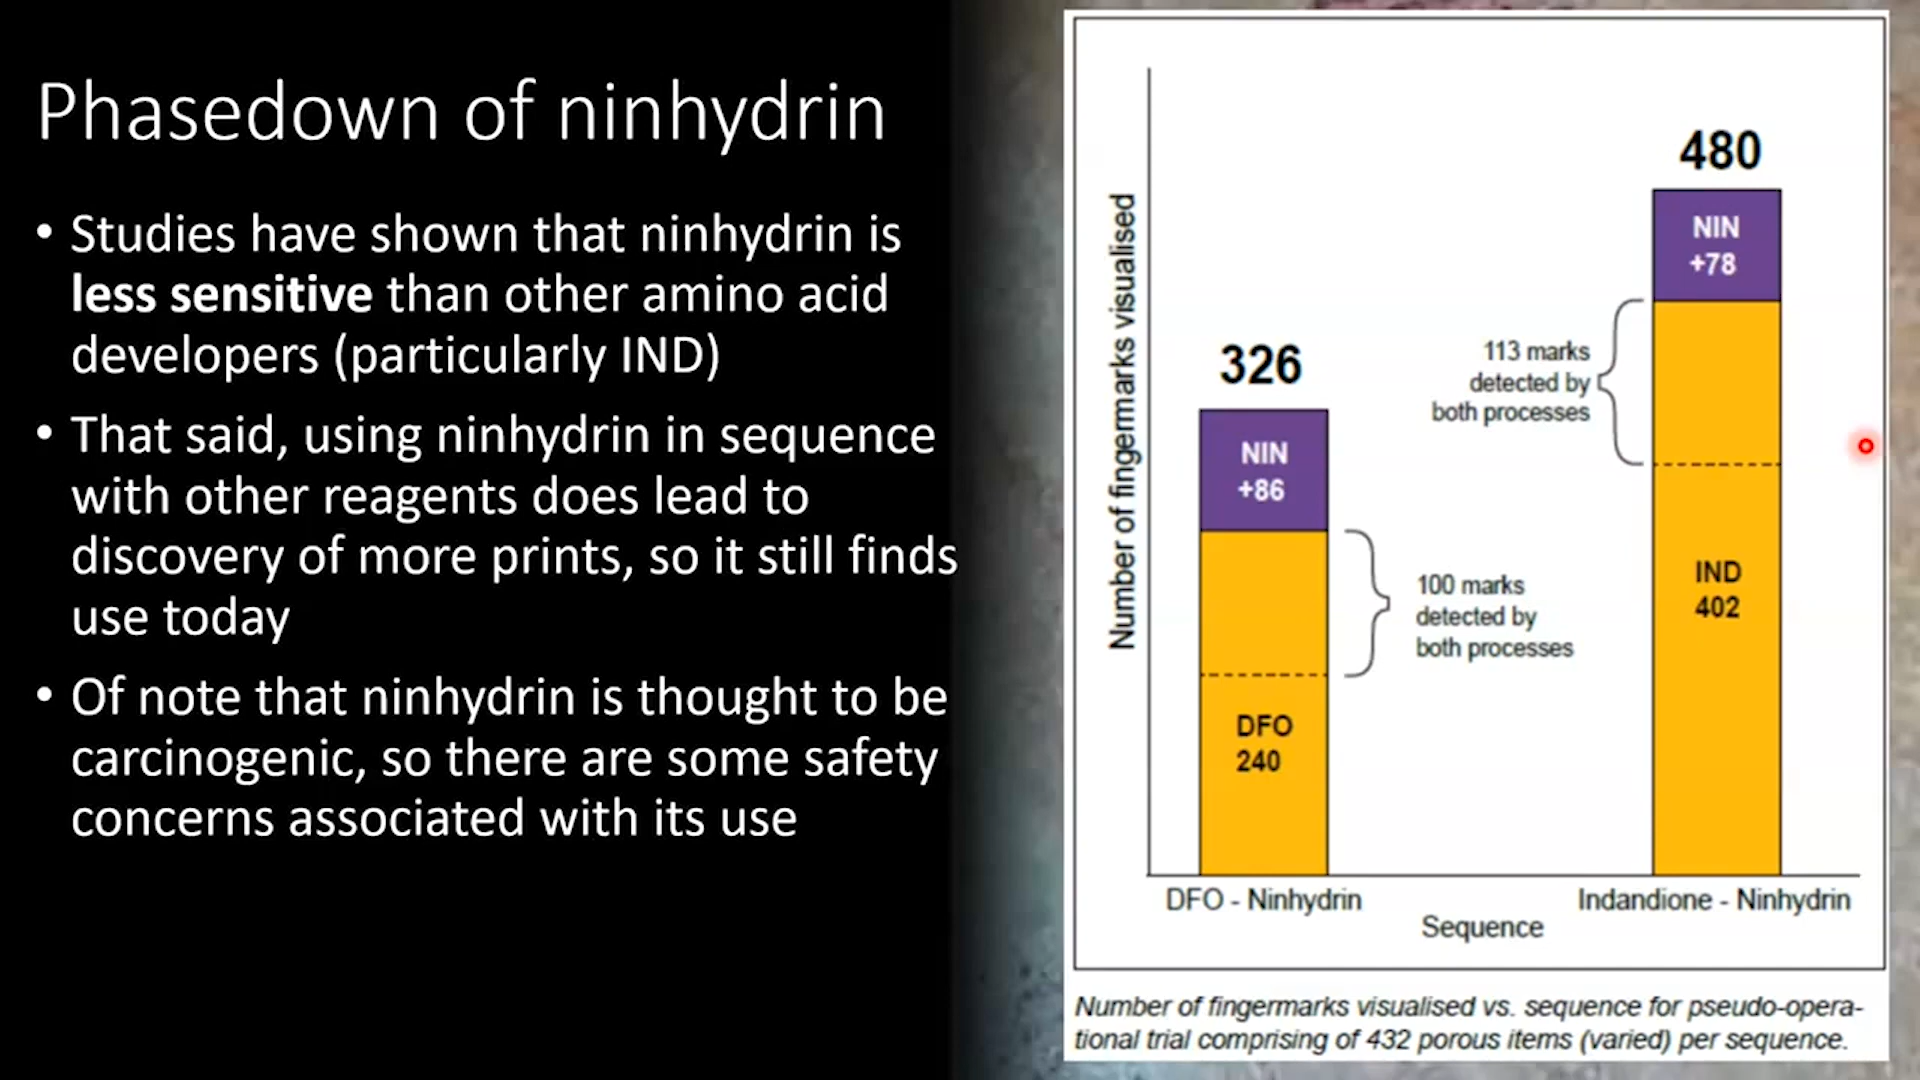 Phasedown of ninhydrin
• Studies have shown that ninhydrin is
less sensitive than other amino acid
developers (particularly IND)
• That said, using ninhydrin in sequence
with other reagents does lead to
discovery of more prints, so it still finds
use today
• Of note that ninhydrin is thought to be
carcinogenic, so there are some safety
concerns associated with its use
Number of fingermarks visualised
326
NIN
+86
100 marks
detected by
both processes
DFO
240
480
NIN
+78
113 marks
detected by
both processes
IND
402
DFO - Ninhydrin
Indandione - Ninhydrin
Sequence
Number of fingermarks visualised vs. sequence for pseudo-opera-
tional trial comprising of 432 porous items (varied) per sequence.